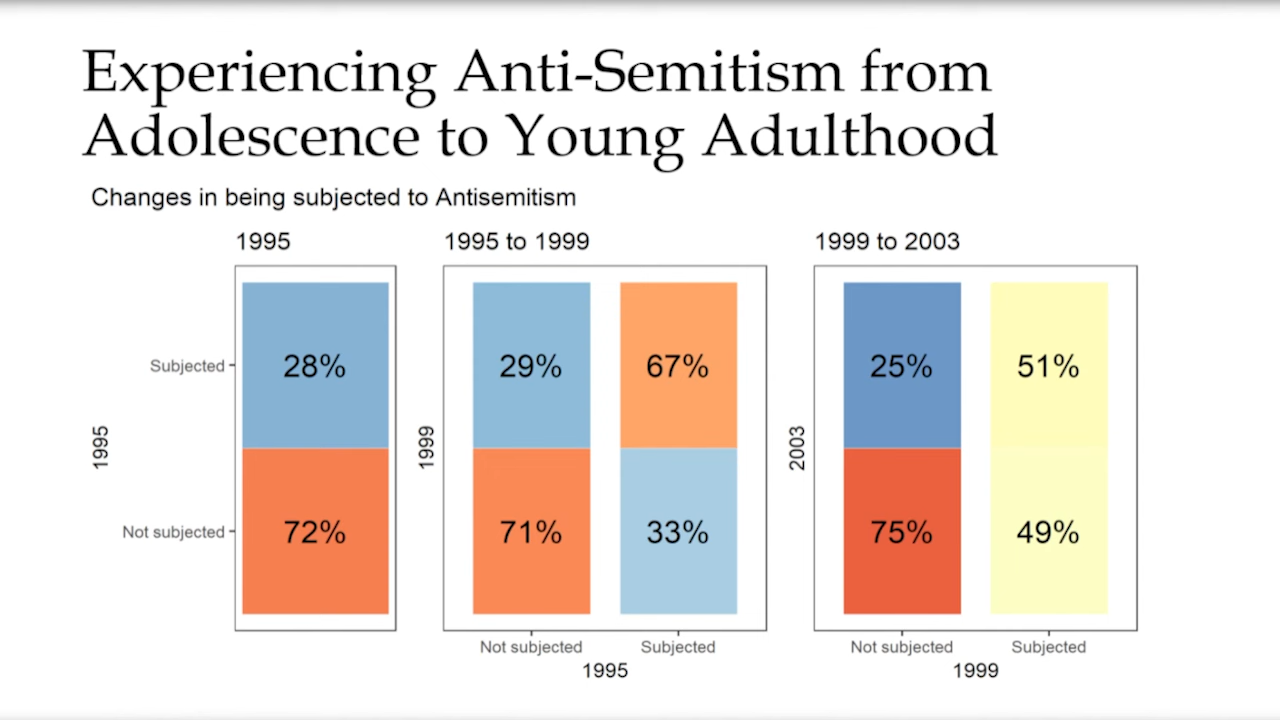 Experiencing Anti-Semitism from
Adolescence to Young Adulthood
Changes in being subjected to Antisemitism
1995
1995 to 1999
1999 to 2003
Subjected
28%
29%
67%
25%
51%
1995
1999
2003
Not subjected
72%
71%
33%
75%
49%
Not subjected
Subjected
Not subjected
Subjected
1995
1999